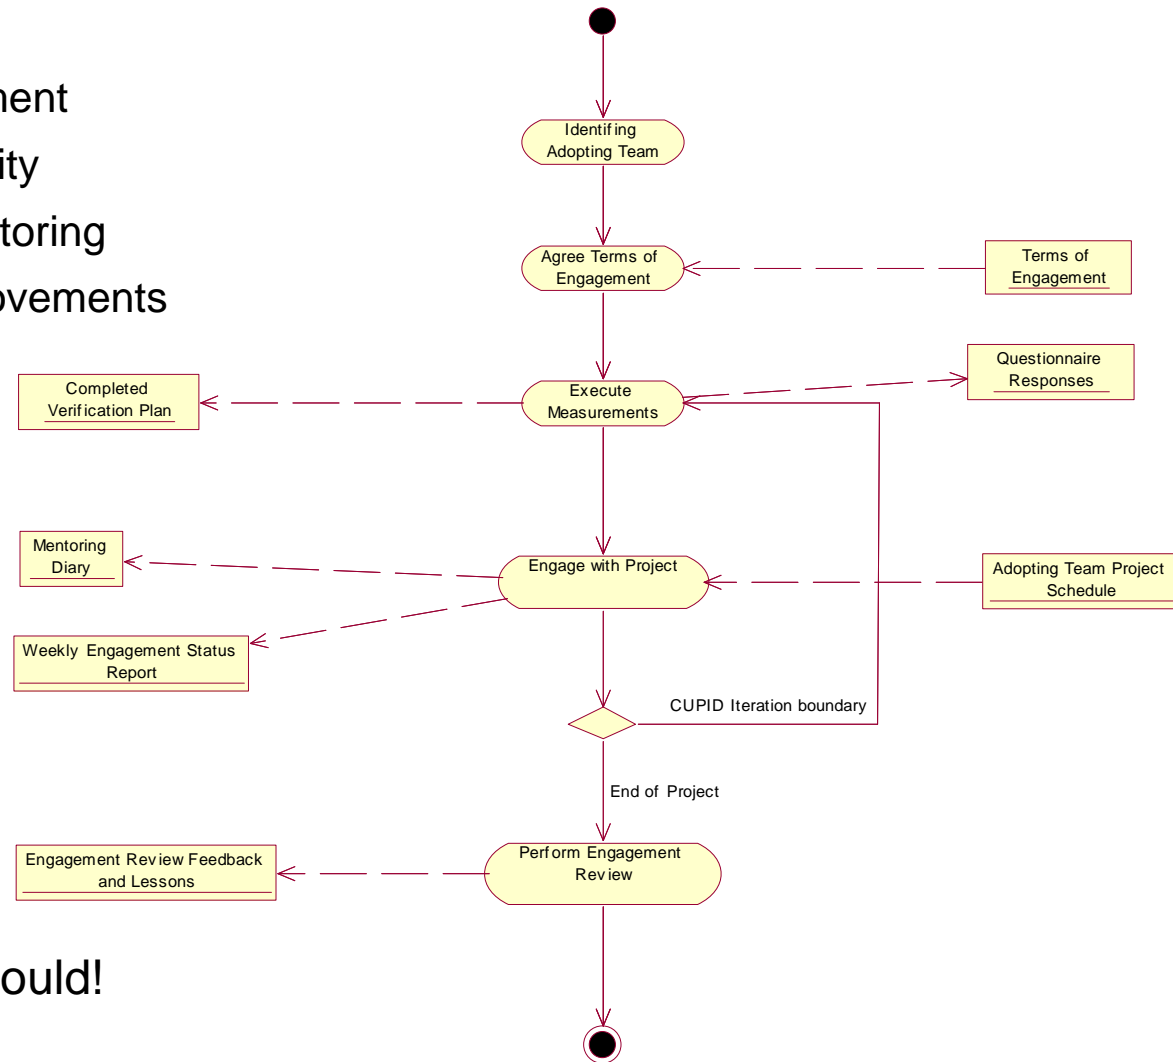 nent
ity
toring
ovements
Identifing
Adopting Team
Agree Terms of
Engagement
Terms of
Engagement
Questionnaire
Responses
Completed
Verification Plan
Execute
Measurements
Mentoring
Diary
Engage with Project
Adopting Team Project
Schedule
Weekly Engagement Status
Report
CUPID Iteration boundary
End of Project
Engagement Review Feedback
and Lessons
Perform Engagement
Review
ould!